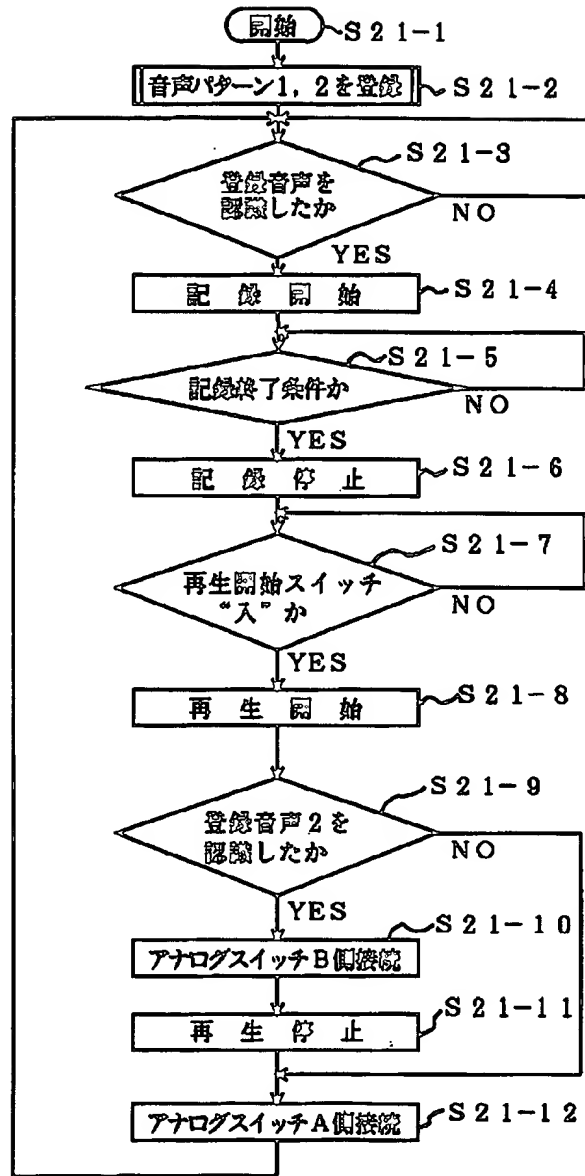 開始
S21-1
音声パターン1,2を登録
S21-2
S21-3
登録音声を
認識したか
NO
YES
記録開始
S21-4
S21-5
記録終了条件か
NO
YES
記録停止
S21-6
S21-7
再生開始スイッチ
“入”か
NO
YES
再生開始
S21-8
S21-9
登録音声2を
認識したか
NO
YES
S21-10
アナログスイッチB側接続
S21-11
再生停止
アナログスイッチA側接続
S21-12